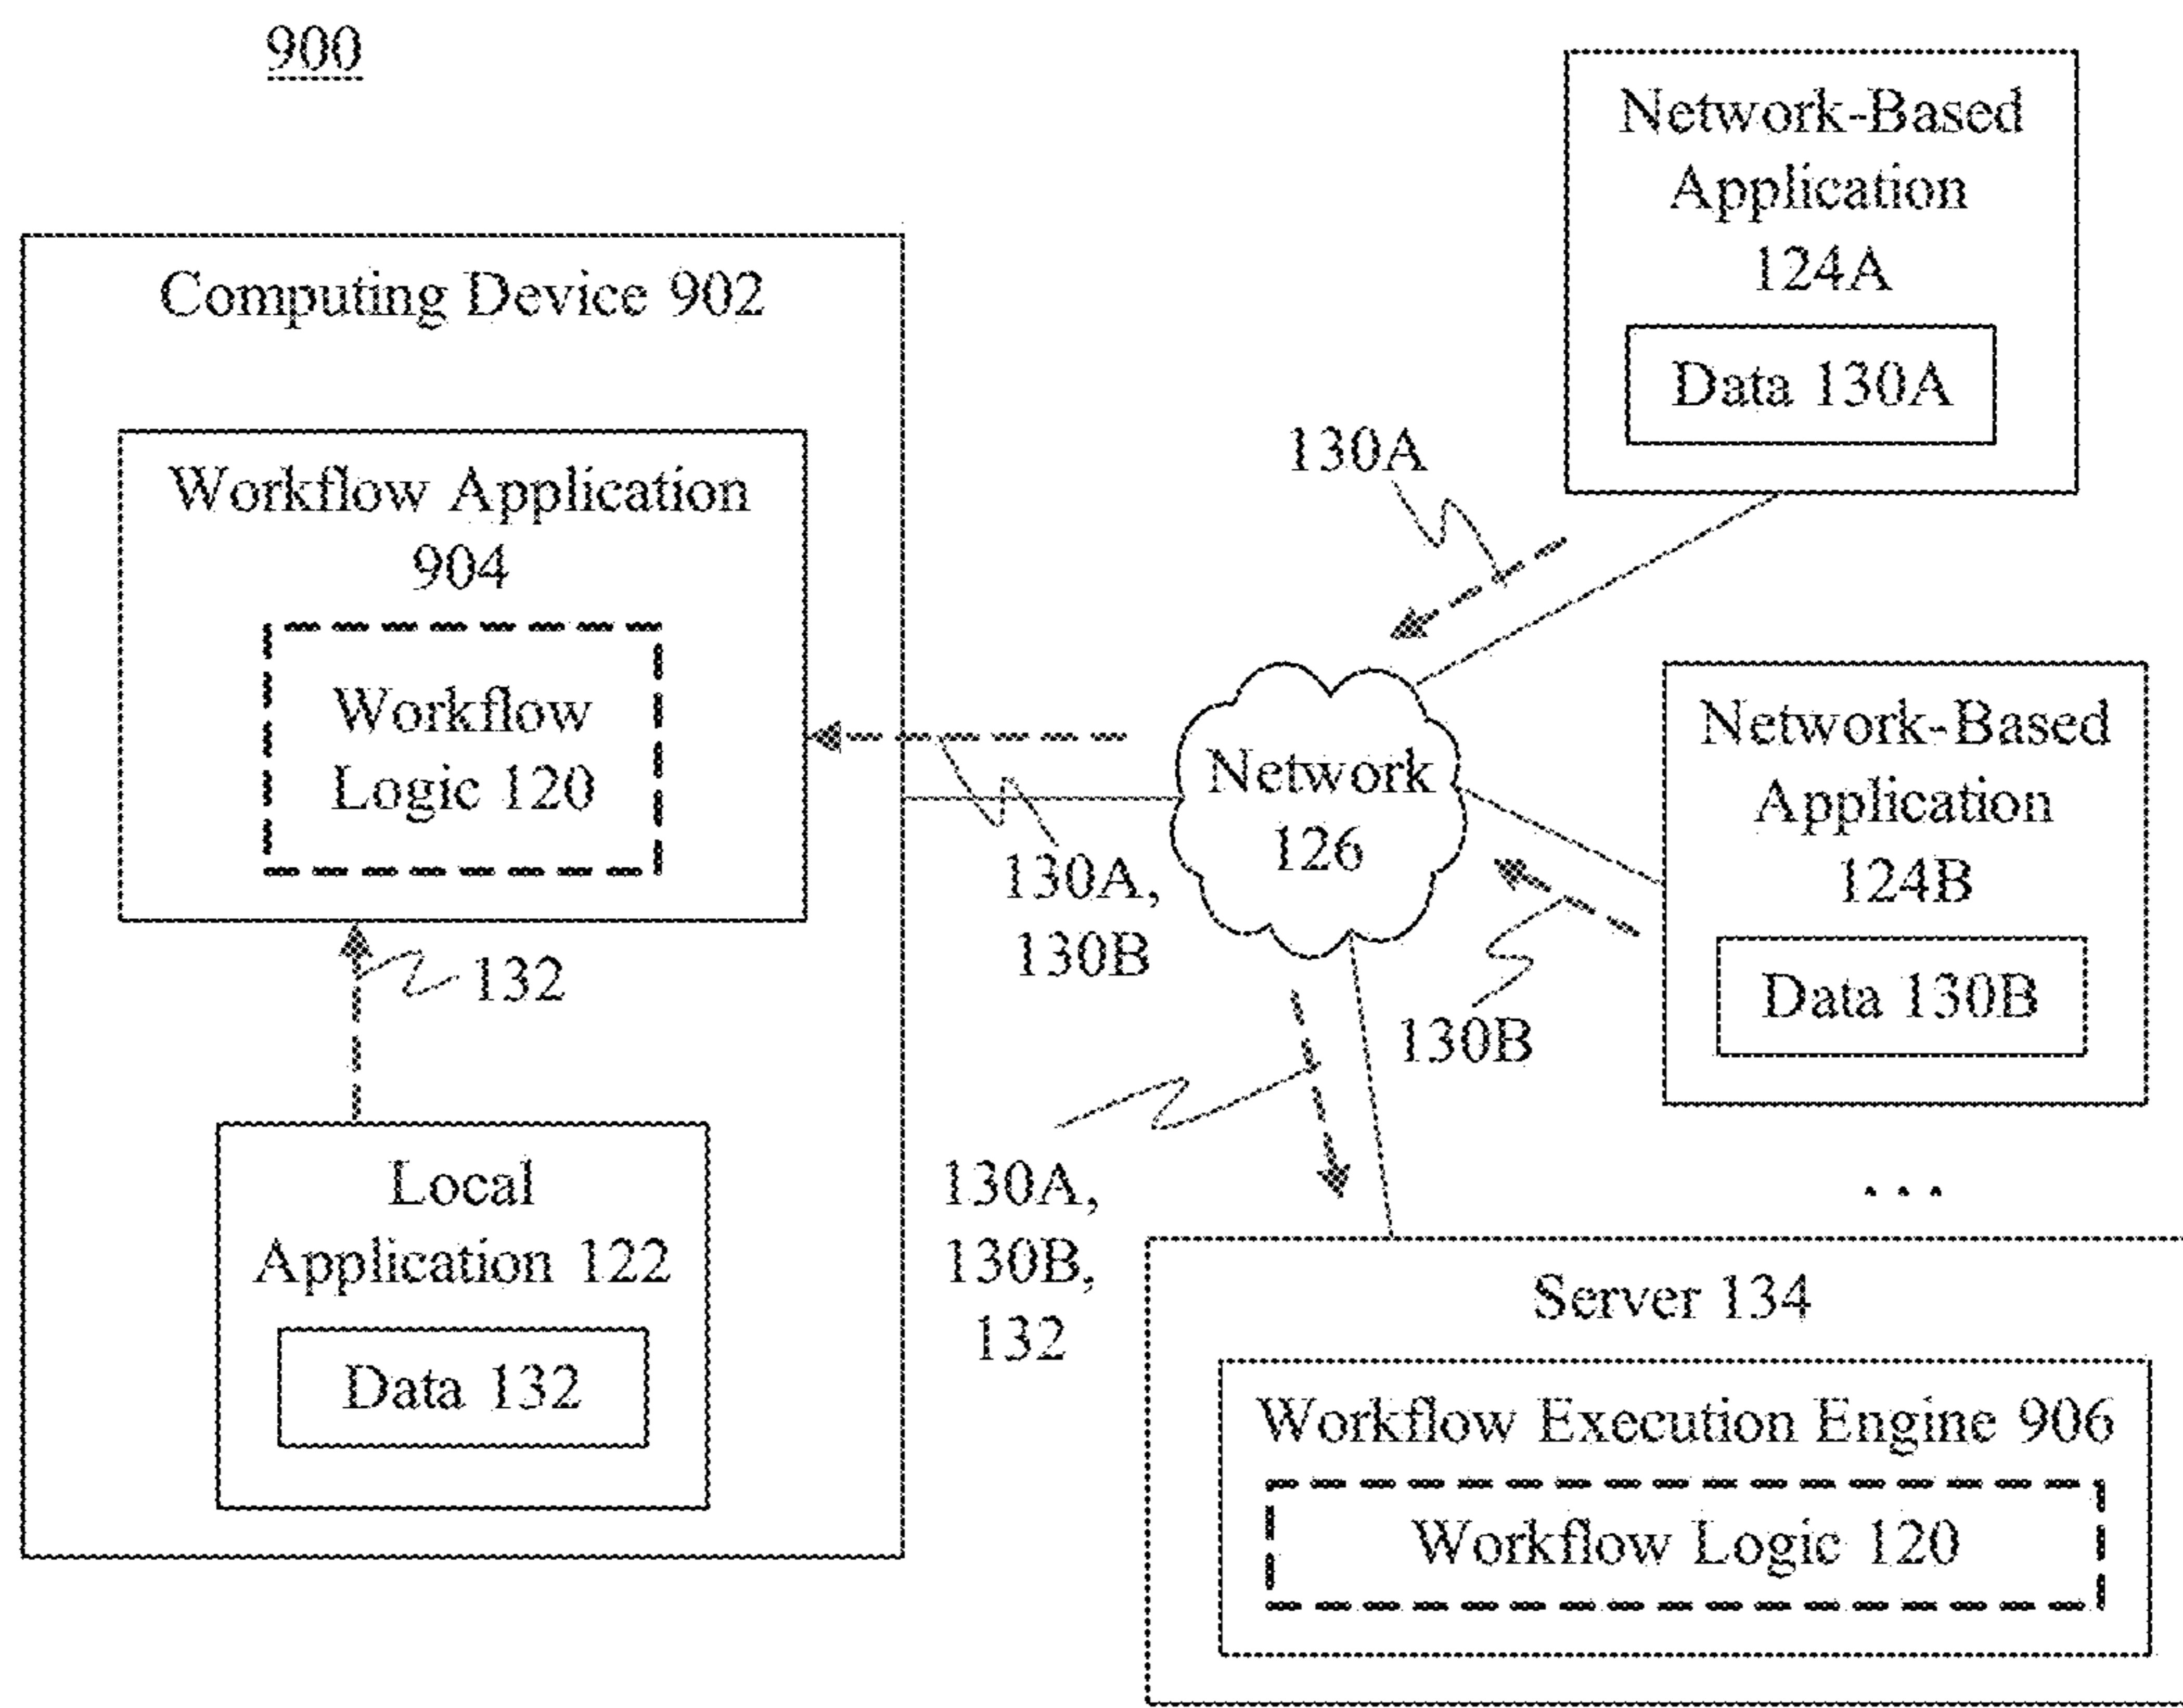 900
Computing Device 902
Workflow Application
904
Workflow
Logic 120
132
Local
Application 122
Data 132
130A,
130B
Network
126
130A
Network-Based
Application
124A
Data 130A
Network-Based
Application
124B
Data 130B
130B
...
130A,
130B,
132
Server 134
Workflow Execution Engine 906
Workflow Logic 120